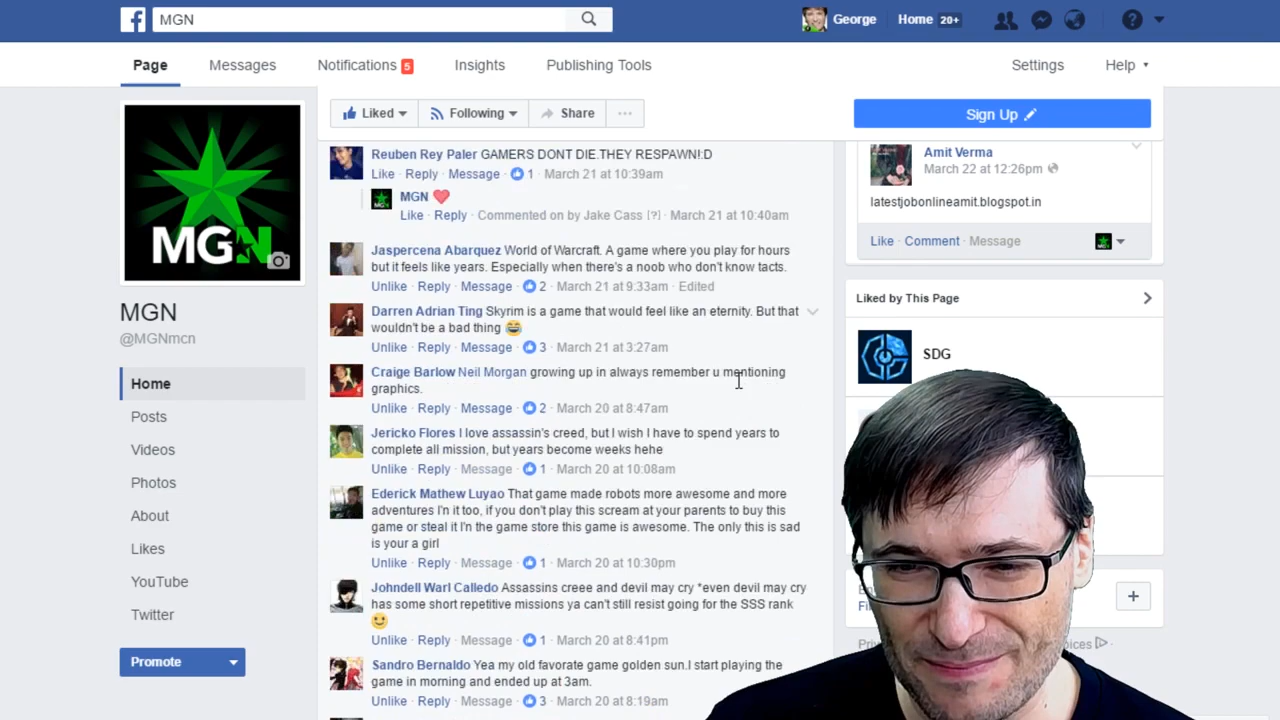 MGN
George
Home 20+
Page
Messages
Notifications 5
Insights
Publishing Tools
Settings
Help
Liked
Following
Share
Sign Up
MGN
MGN
@MGNmcn
Home
Posts
Videos
Photos
About
Likes
YouTube
Twitter
Promote
Reuben Rey Paler GAMERS DONT DIE.THEY RESPAWN!:D
Like · Reply · Message · 1 · March 21 at 10:39am
MGN
Like · Reply · Commented on by Jake Cass [?] · March 21 at 10:40am
Jaspercena Abarquez World of Warcraft. A game where you play for hours
but it feels like years. Especially when there's a noob who don't know tacts.
Unlike · Reply · Message · 2 · March 21 at 9:33am · Edited
Darren Adrian Ting Skyrim is a game that would feel like an eternity. But that
wouldn't be a bad thing
Unlike · Reply · Message · 3 · March 21 at 3:27am
Craige Barlow Neil Morgan growing up in always remember u mentioning
graphics.
Unlike · Reply · Message · 2 · March 20 at 8:47am
Jericko Flores I love assassin's creed, but I wish I have to spend years to
complete all mission, but years become weeks hehe
Unlike · Reply · Message · 1 · March 20 at 10:08am
Ederick Mathew Luyao That game made robots more awesome and more
adventures I'n it too, if you don't play this scream at your parents to buy this
game or steal it I'n the game store this game is awesome. The only this is sad
is your a girl
Unlike · Reply · Message · 1 · March 20 at 10:30pm
Johndell Warl Calledo Assassins creee and devil may cry *even devil may cry
has some short repetitive missions ya can't still resist going for the SSS rank
Unlike · Reply · Message · 1 · March 20 at 8:41pm
Sandro Bernaldo Yea my old favorate game golden sun.I start playing the
game in morning and ended up at 3am.
Unlike · Reply · Message · 3 · March 20 at 8:19am
Amit Verma
March 22 at 12:26pm
latestjobonlineamit.blogspot.in
Like · Comment · Message
Liked by This Page
SDG